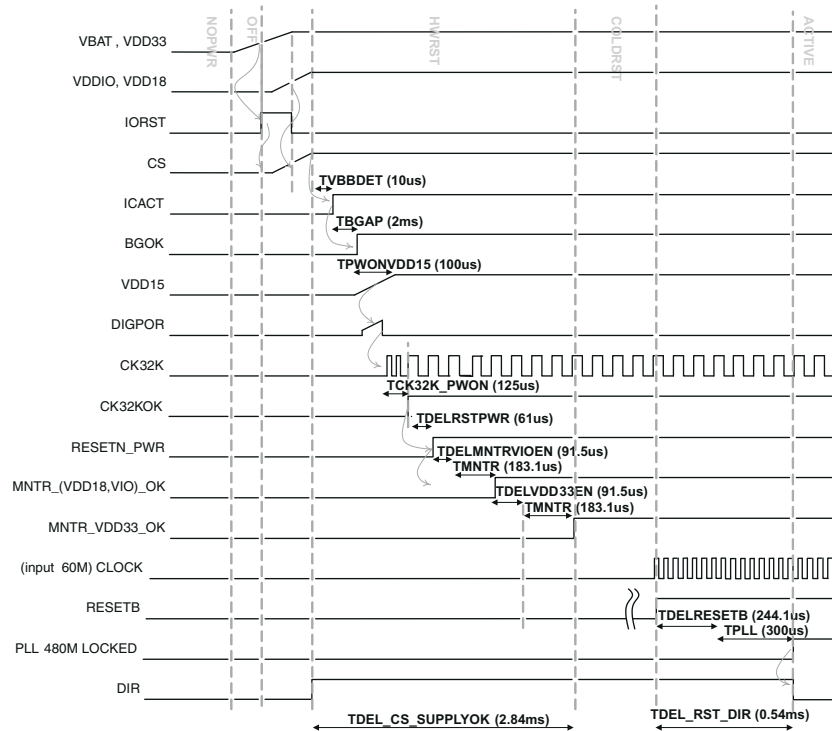 NOPWR
OFF
HWRST
COLDRST
ACTIVE
VBAT , VDD33
VDDIO, VDD18
IORST
CS
TVBBDET (10us)
ICACT
TBGAP (2ms)
BGOK
TPWONVDD15 (100us)
VDD15
DIGPOR
CK32K
TCK32K_PWON (125us)
CK32KOK
TDELRSTPWR (61us)
RESETN_PWR
TDELMNTRVIOEN (91.5us)
TMNTR (183.1us)
MNTR_(VDD18,VIO)_OK
TDELVDD33EN (91.5us)
TMNTR (183.1us)
MNTR_VDD33_OK
(input 60M) CLOCK
RESETB
TDELRESETB (244.1us)
TPLL (300us)
PLL 480M LOCKED
DIR
TDEL_CS_SUPPLYOK (2.84ms)
TDEL_RST_DIR (0.54ms)